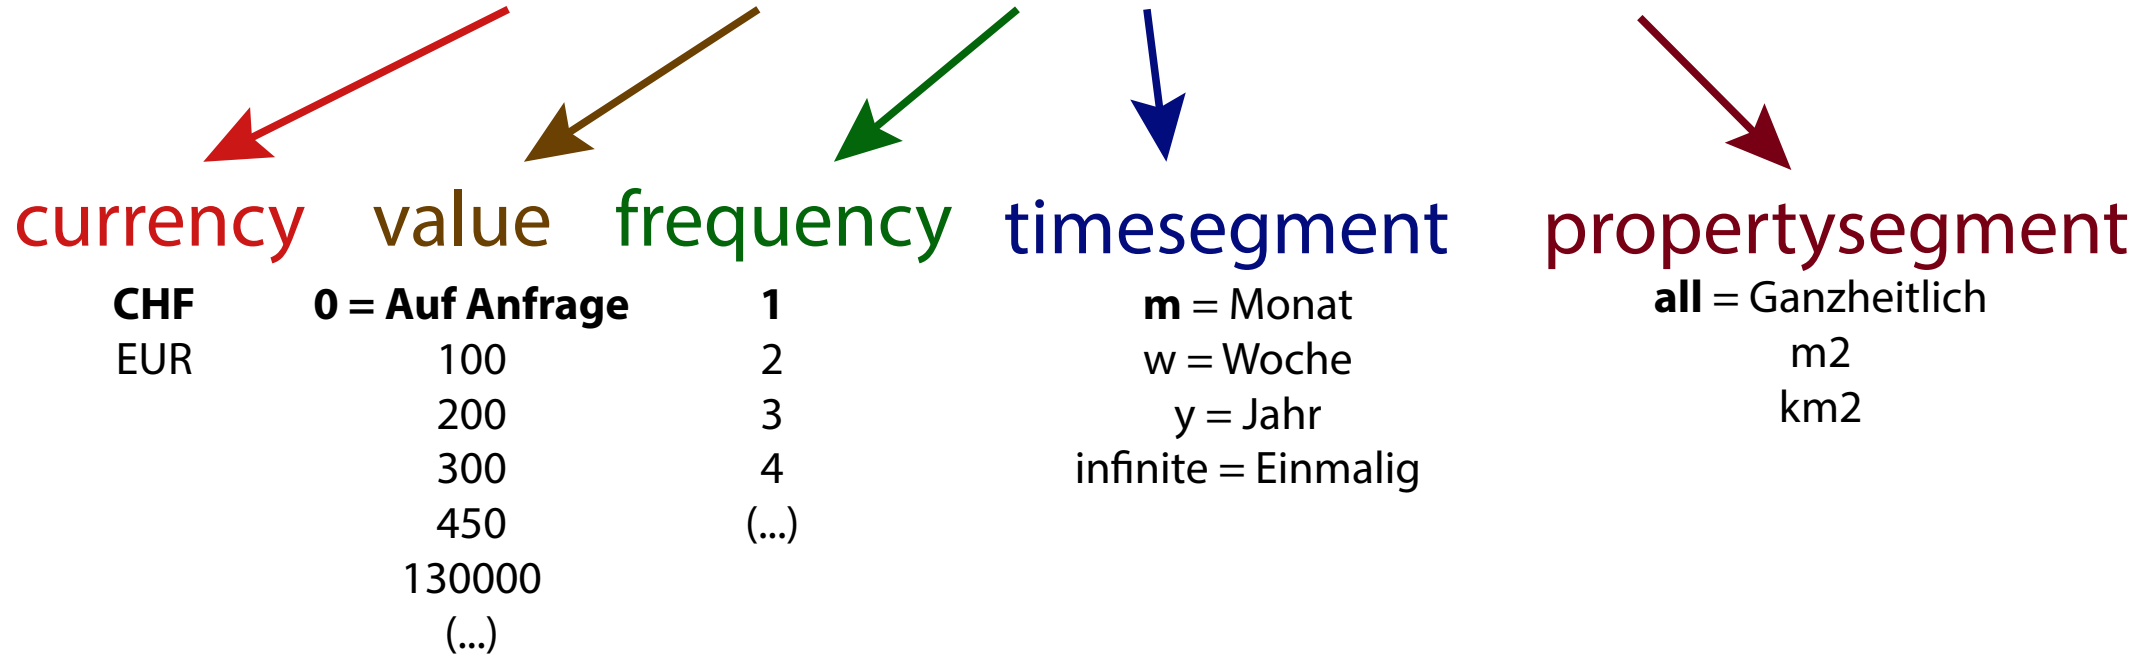 currency value frequency timesegment propertysegment
CHF 0 = Auf Anfrage 1 m = Monat all = Ganzheitlich
EUR 100 2 w = Woche m2
200 3 y = Jahr km2
300 4 infinite = Einmalig
450 (...)
130000
(...)